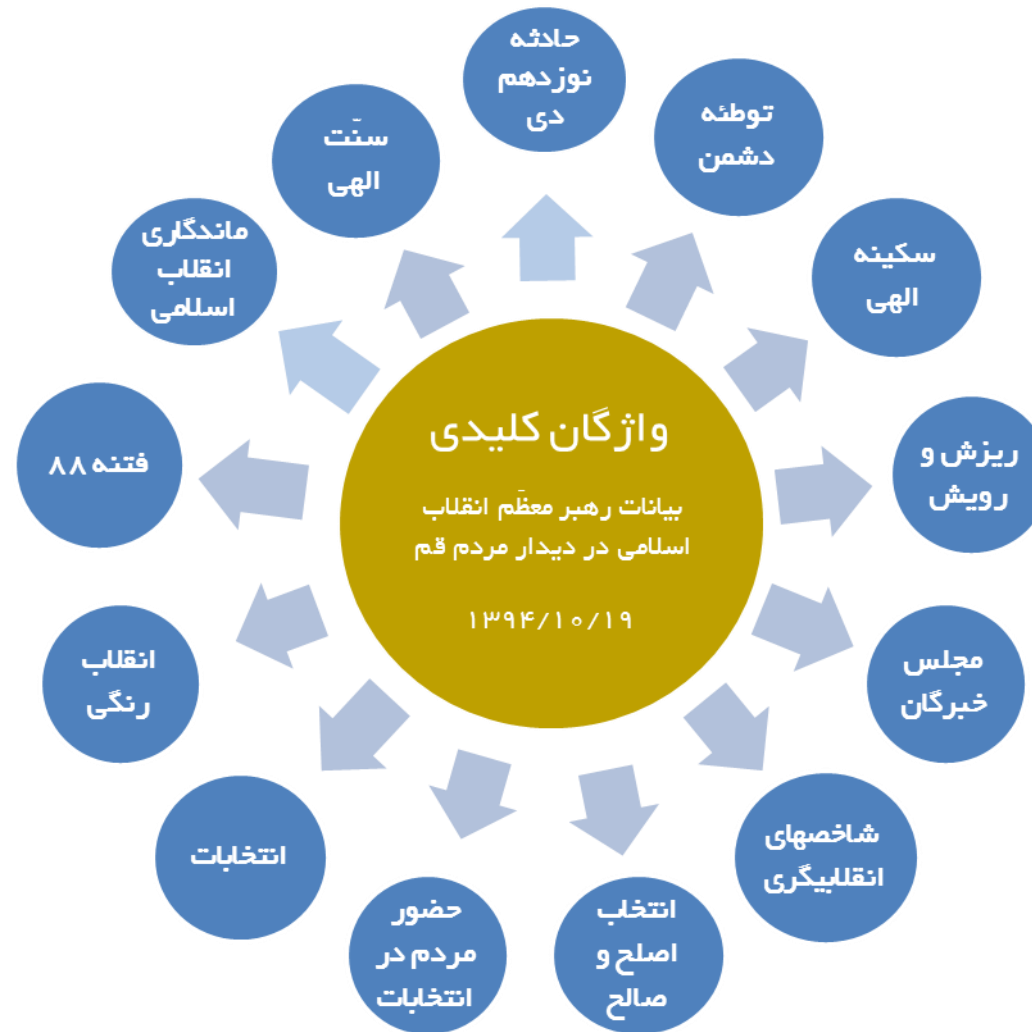 واژگان کلیدی
بیانات رهبر معظّم انقلاب
اسلامی در دیدار مردم قم
۱۳۹۴/۱۰/۱۹
حادثه
نوزدهم
دی
توطئه
دشمن
سکینه
الهی
ریزش و
رویش
مجلس
خبرگان
شاخصهای
انقلابیگری
انتخاب
اصلح و
صالح
حضور
مردم در
انتخابات
انتخابات
انقلاب
رنگی
فتنه ۸۸
ماندگاری
انقلاب
اسلامی
سنّت
الهی